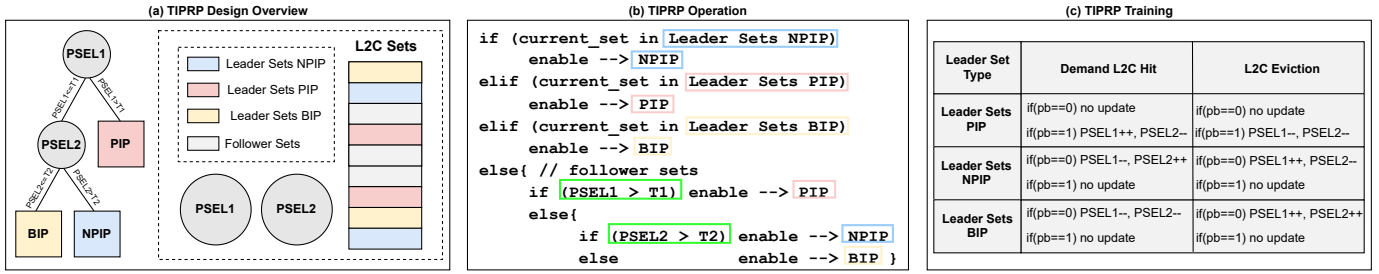 (a) TIPRP Design Overview
PSEL1
PSEL1<=T1
PSEL1>T1
PSEL2
PIP
PSEL2<=T2
PSEL2>T2
BIP
NPIP
L2C Sets
Leader Sets NPIP
Leader Sets PIP
Leader Sets BIP
Follower Sets
PSEL1
PSEL2
(b) TIPRP Operation
if (current_set in Leader Sets NPIP)
enable --> NPIP
elif (current_set in Leader Sets PIP)
enable --> PIP
elif (current_set in Leader Sets BIP)
enable --> BIP
else{ // follower sets
if (PSEL1 > T1) enable --> PIP
else{
if (PSEL2 > T2) enable --> NPIP
else enable --> BIP }
(c) TIPRP Training
Leader Set
Type
Demand L2C Hit
L2C Eviction
Leader Sets
PIP
if(pb==0) no update
if(pb==1) PSEL1++, PSEL2--
if(pb==0) no update
if(pb==1) PSEL1--, PSEL2--
Leader Sets
NPIP
if(pb==0) PSEL1--, PSEL2++
if(pb==1) no update
if(pb==0) PSEL1++, PSEL2--
if(pb==1) no update
Leader Sets
BIP
if(pb==0) PSEL1--, PSEL2--
if(pb==1) no update
if(pb==0) PSEL1++, PSEL2++
if(pb==1) no update